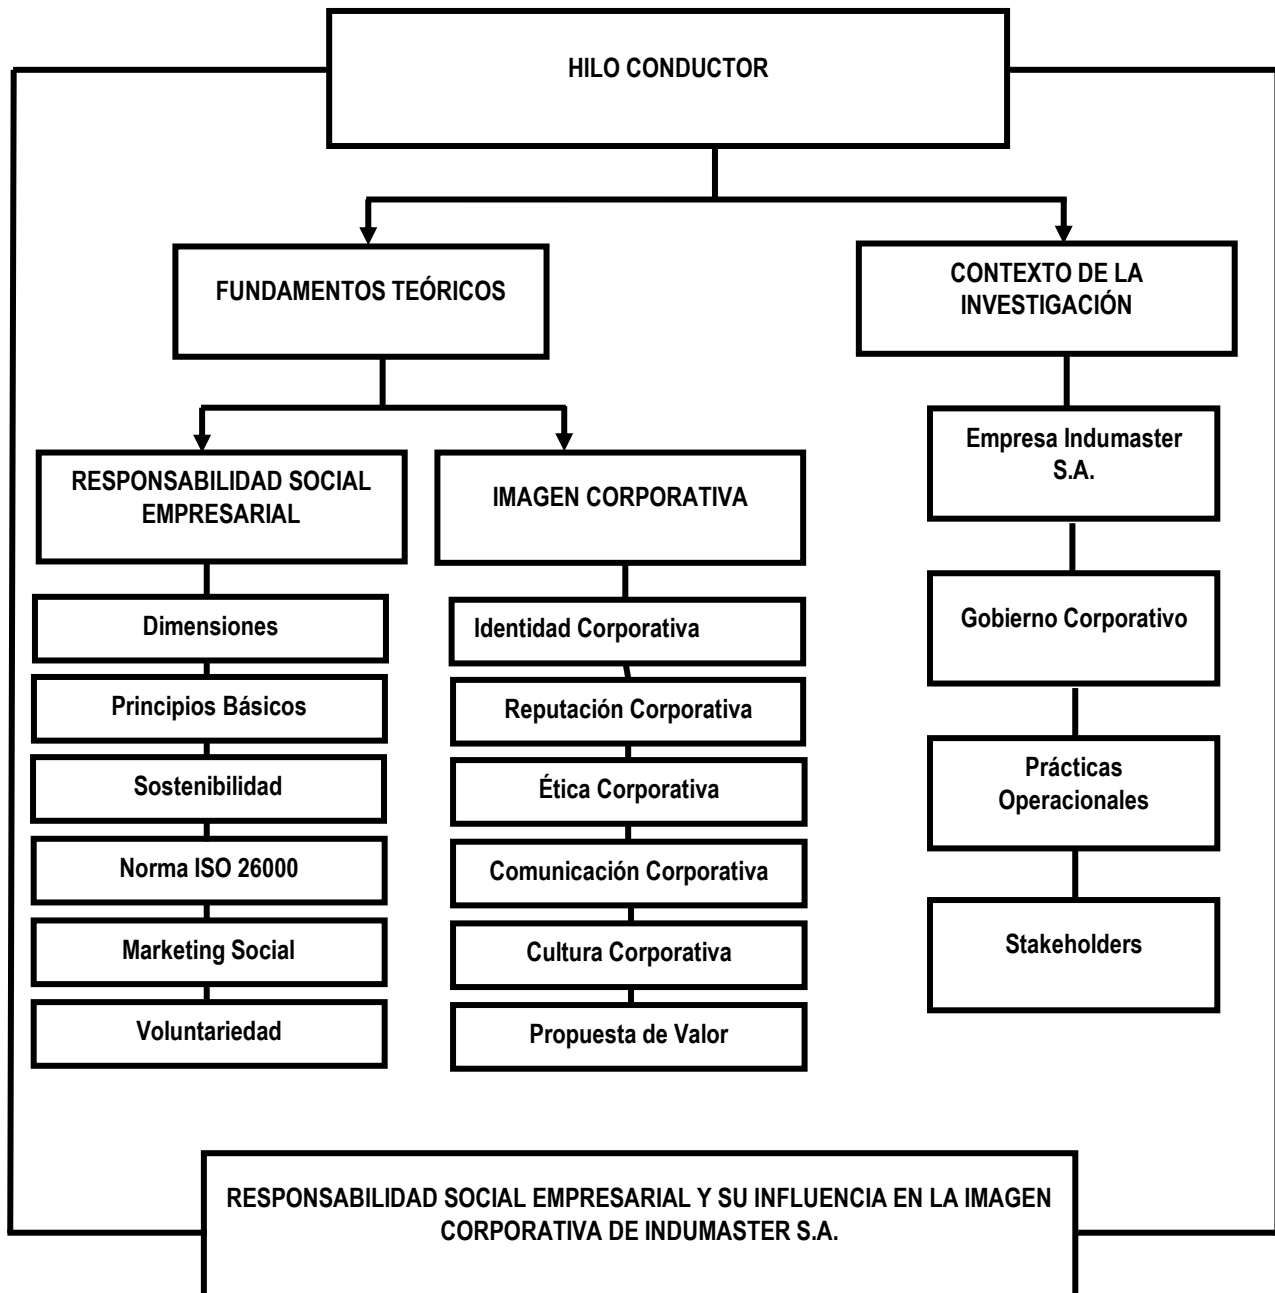 HILO CONDUCTOR
FUNDAMENTOS TEÓRICOS
CONTEXTO DE LA
INVESTIGACIÓN
RESPONSABILIDAD SOCIAL
EMPRESARIAL
Dimensiones
Principios Básicos
Sostenibilidad
Norma ISO 26000
Marketing Social
Voluntariedad
IMAGEN CORPORATIVA
Identidad Corporativa
Reputación Corporativa
Ética Corporativa
Comunicación Corporativa
Cultura Corporativa
Propuesta de Valor
Empresa Indumaster
S.A.
Gobierno Corporativo
Prácticas
Operacionales
Stakeholders
RESPONSABILIDAD SOCIAL EMPRESARIAL Y SU INFLUENCIA EN LA IMAGEN
CORPORATIVA DE INDUMASTER S.A.